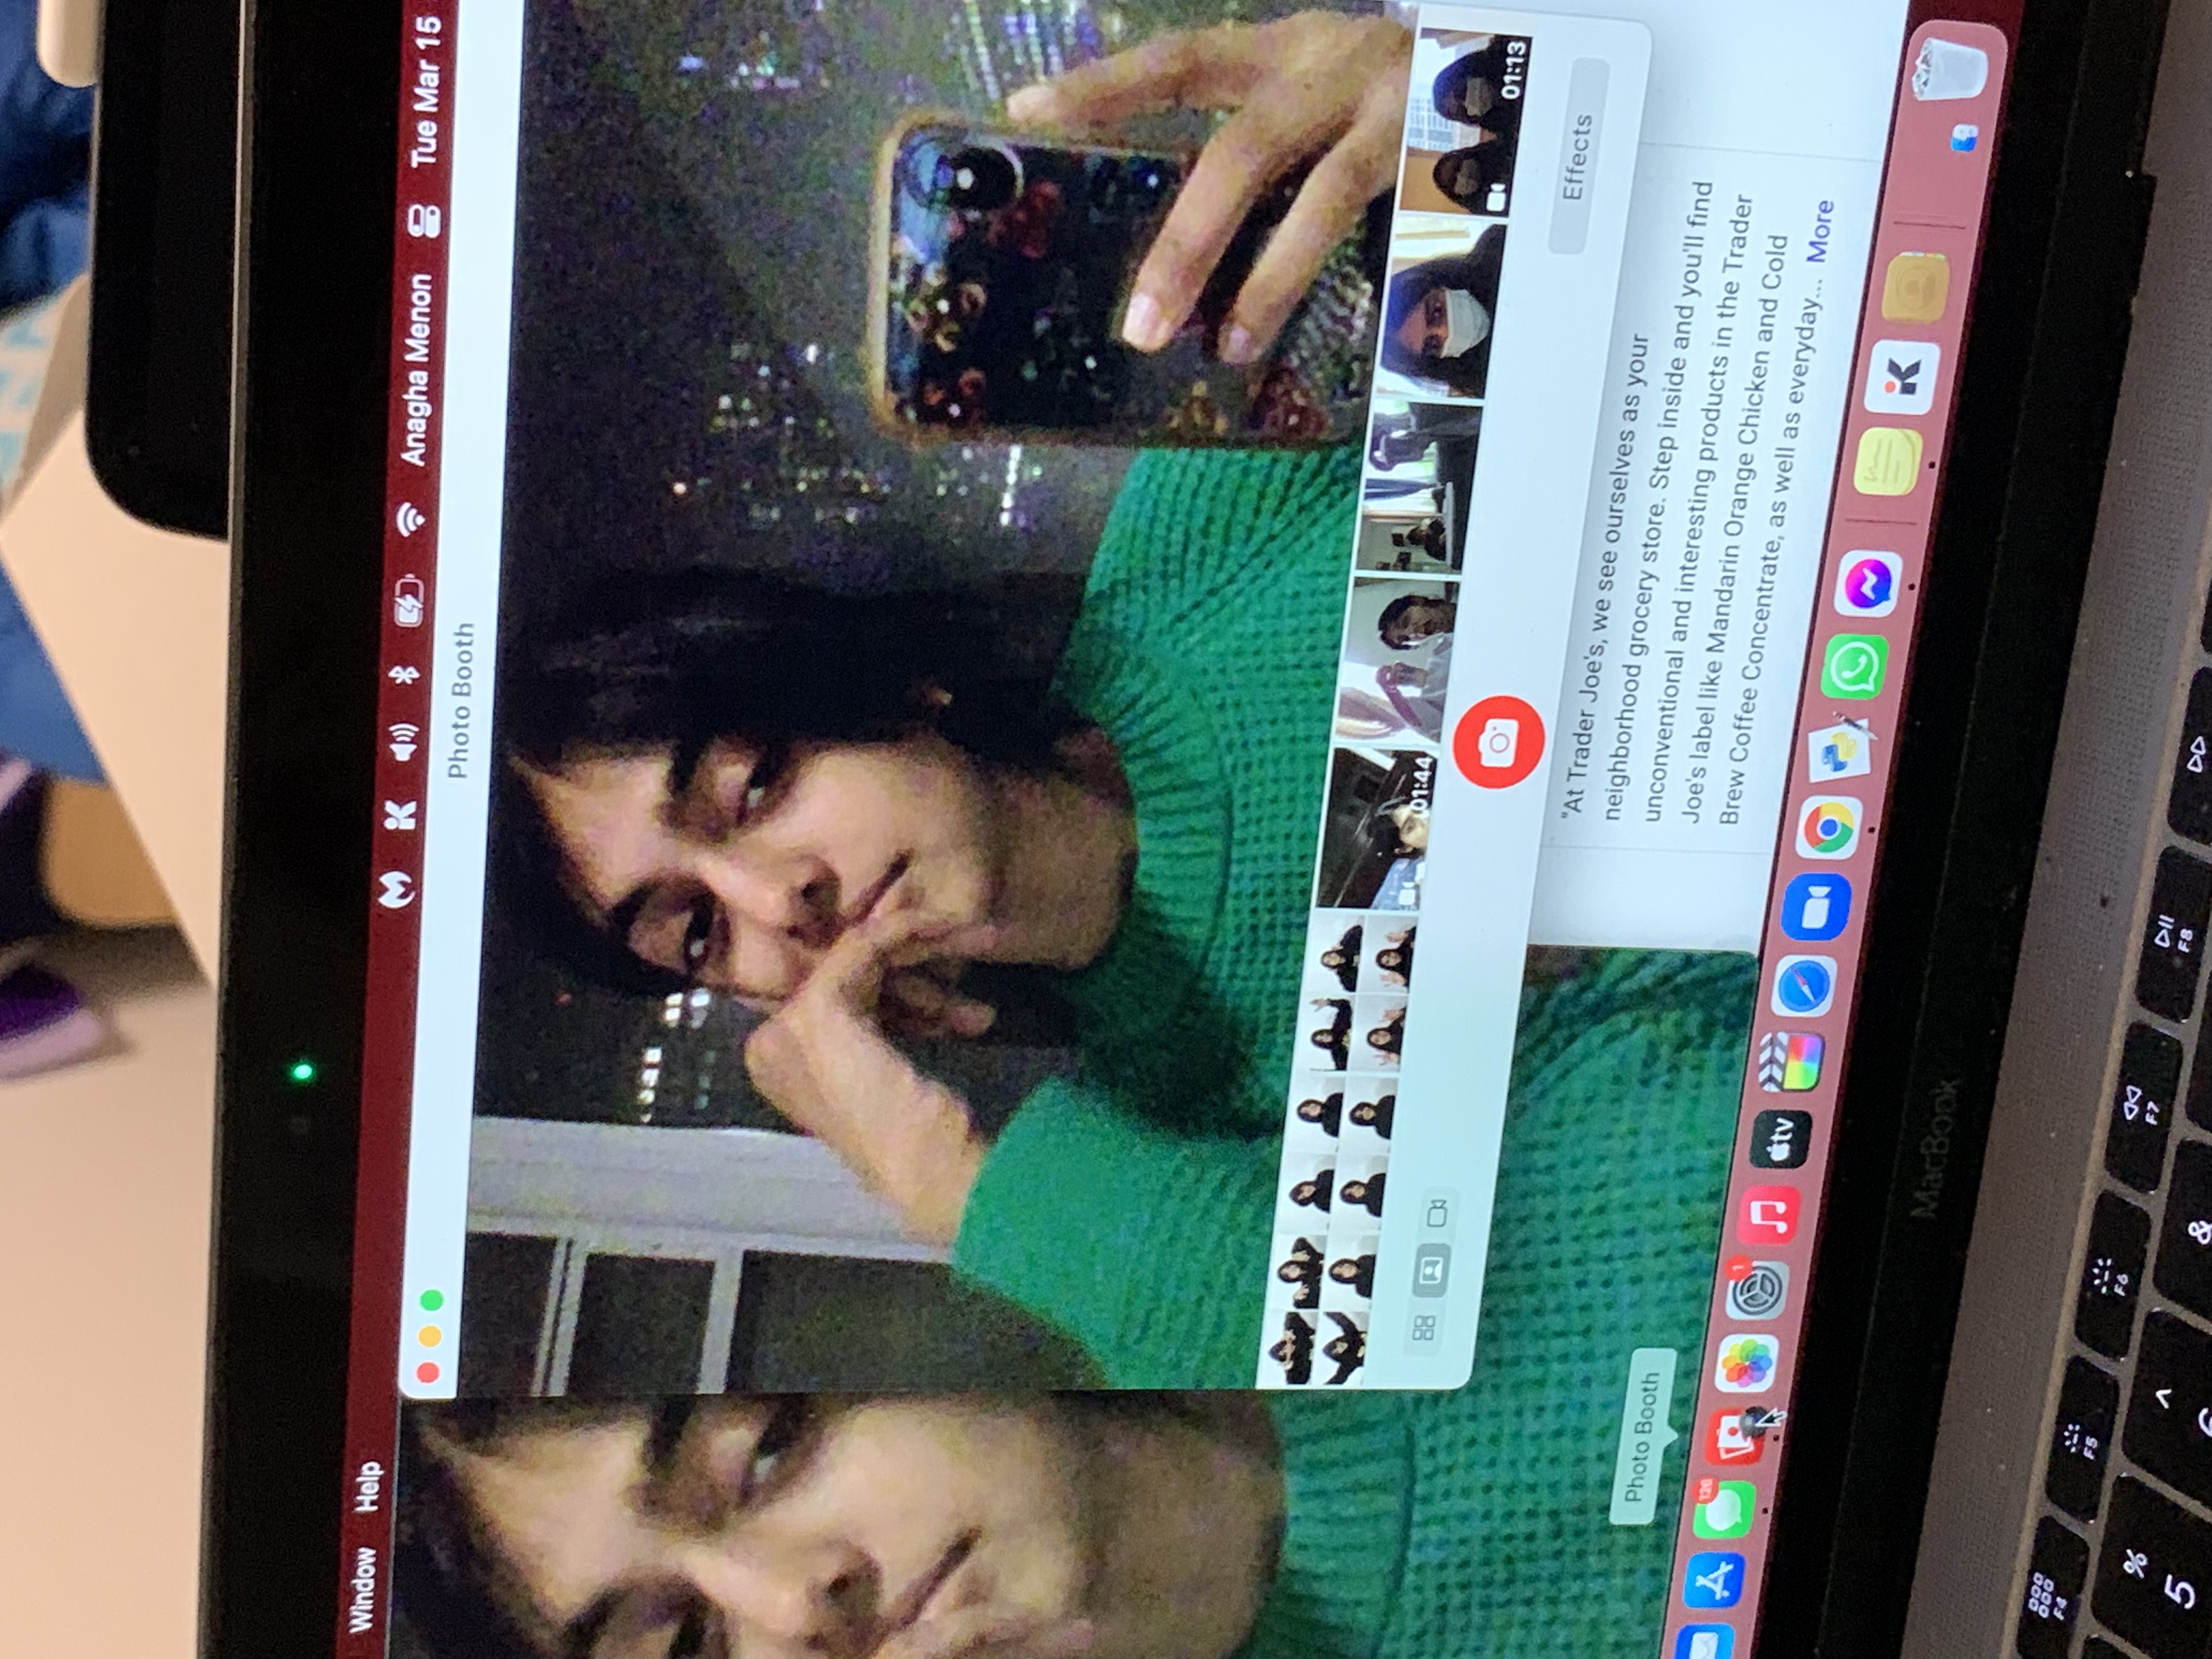 Window Help
Anagha Menon Tue Mar 15
Photo Booth
01:44
01:13
Effects
"At Trader Joe's, we see ourselves as your
neighborhood grocery store. Step inside and you'll find
unconventional and interesting products in the Trader
Joe's label like Mandarin Orange Chicken and Cold
Brew Coffee Concentrate, as well as everyday... More
Photo Booth
126
1
tv
MacBook
F4
F5
F6
F7
F8
%
5
^
6
&